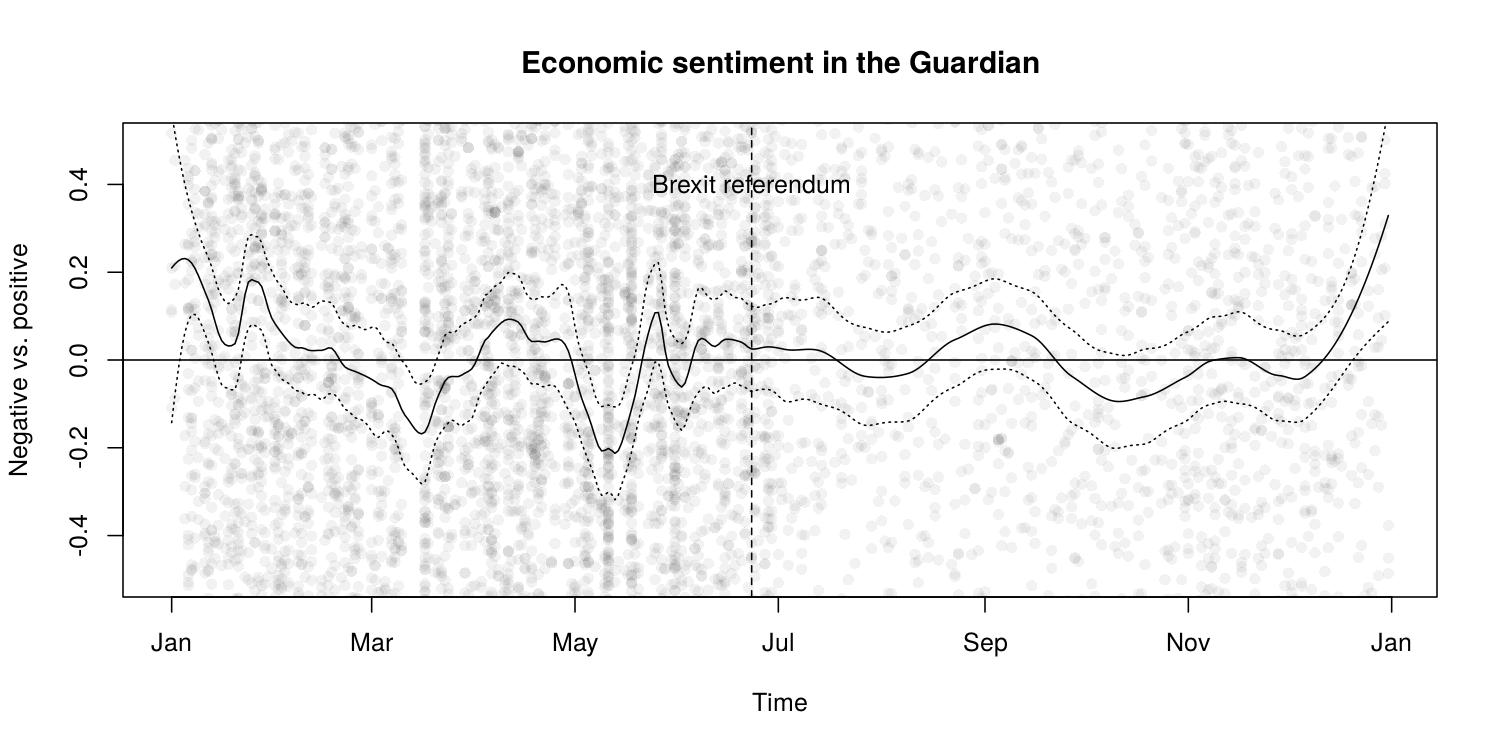 Economic sentiment in the Guardian
Negative vs. positive
0.4
0.2
0.0
-0.2
-0.4
Brexit referendum
Jan
Mar
May
Jul
Sep
Nov
Jan
Time